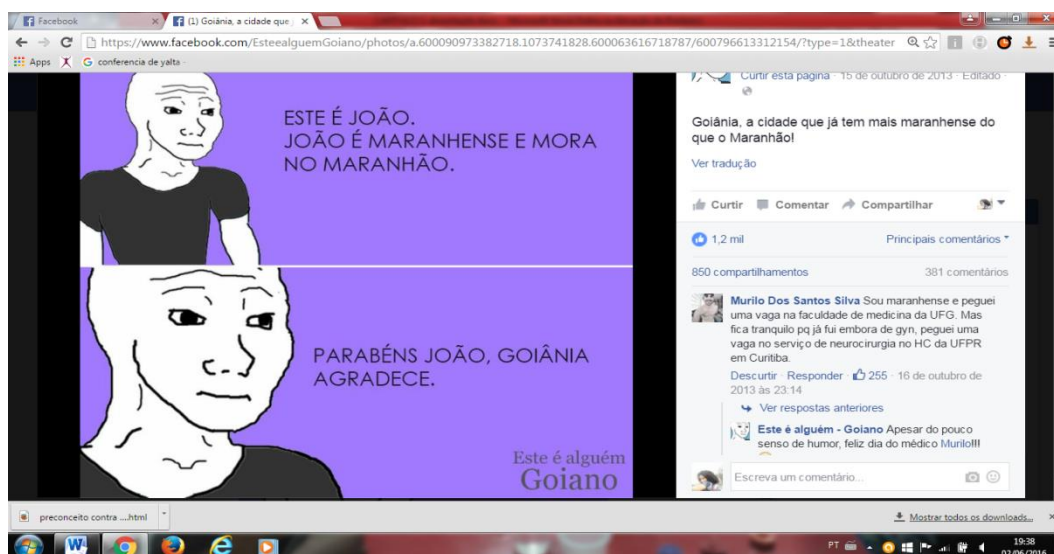 Facebook
(1) Goiânia, a cidade que
https://www.facebook.com/EsteealguemGoiano/photos/a.600090973382718.1073741828.600063616718787/600796613312154/?type=1&theater
Apps
conferencia de yalta -
ESTE É JOÃO.
JOÃO É MARANHENSE E MORA
NO MARANHÃO.
PARABÉNS JOÃO, GOIÂNIA
AGRADECE.
Este é alguém
Goiano
Curtir esta página · 15 de outubro de 2013 · Editado ·
Goiânia, a cidade que já tem mais maranhense do
que o Maranhão!
Ver tradução
Curtir Comentar Compartilhar
1,2 mil Principais comentários
850 compartilhamentos 381 comentários
Murilo Dos Santos Silva Sou maranhense e peguei
uma vaga na faculdade de medicina da UFG. Mas
fica tranquilo pq já fui embora de gyn, peguei uma
vaga no serviço de neurocirurgia no HC da UFPR
em Curitiba.
Descurtir · Responder · 255 · 16 de outubro de
2013 às 23:14
Ver respostas anteriores
Este é alguém - Goiano Apesar do pouco
senso de humor, feliz dia do médico Murilo!!!
Escreva um comentário...
preconceito contra ....html
Mostrar todos os downloads...
PT
19:38
02/06/2016